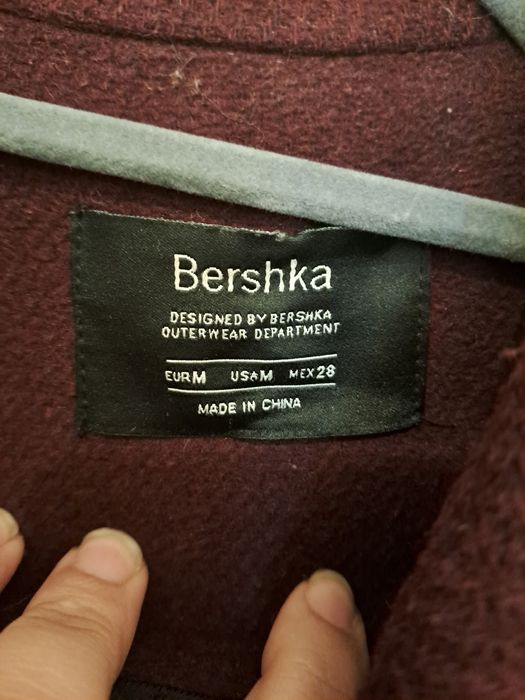 Bershka
DESIGNED BY BERSHKA
OUTERWEAR DEPARTMENT
EUR M USA M MEX 28
MADE IN CHINA